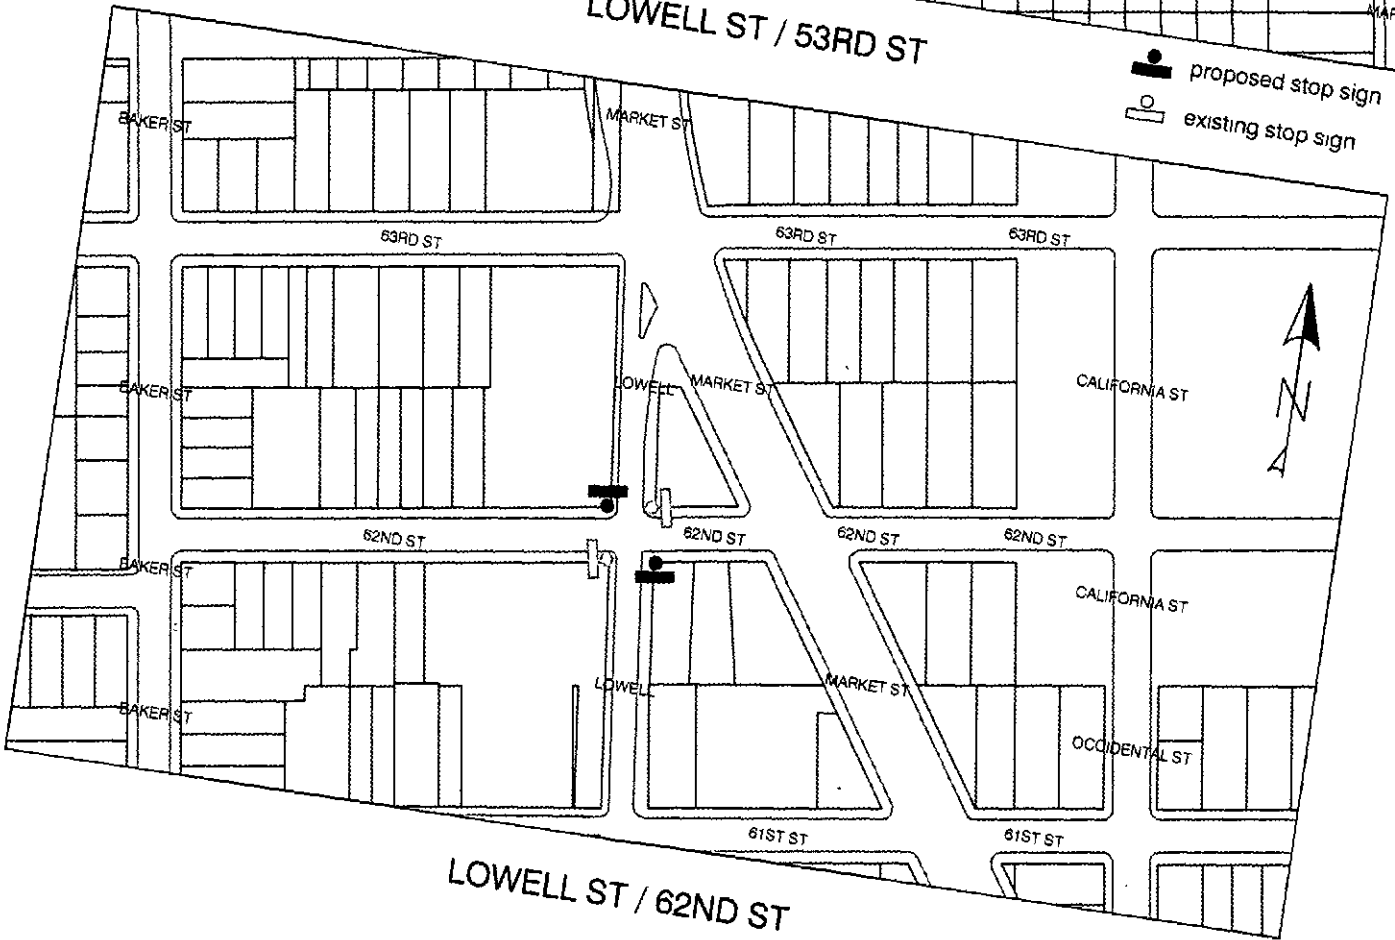 LOWELL ST / 53RD ST
proposed stop sign
existing stop sign
BAKER ST
MARKET ST
63RD ST
63RD ST
63RD ST
BAKER ST
LOWELL
MARKET ST
CALIFORNIA ST
N
62ND ST
62ND ST
62ND ST
62ND ST
BAKER ST
CALIFORNIA ST
LOWELL
MARKET ST
BAKER ST
OCCIDENTAL ST
61ST ST
61ST ST
LOWELL ST / 62ND ST